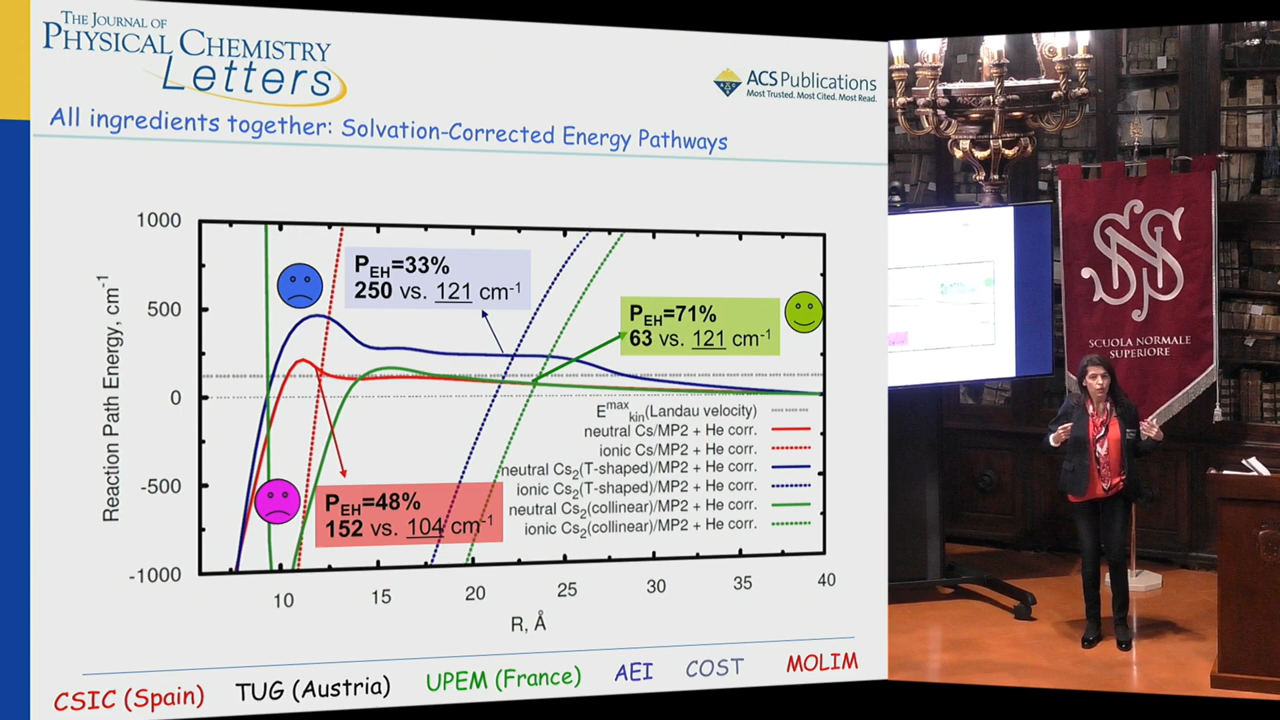 THE JOURNAL OF
PHYSICAL CHEMISTRY
Letters
ACS Publications
Most Trusted. Most Cited. Most Read.
All ingredients together: Solvation-Corrected Energy Pathways
Reaction Path Energy, cm-1
1000
500
0
-500
-1000
PEH=33%
250 vs. 121 cm-1
PEH=71%
63 vs. 121 cm-1
PEH=48%
152 vs. 104 cm-1
Emaxkin(Landau velocity)
neutral Cs/MP2 + He corr.
ionic Cs/MP2 + He corr.
neutral Cs2(T-shaped)/MP2 + He corr.
ionic Cs2(T-shaped)/MP2 + He corr.
neutral Cs2(collinear)/MP2 + He corr.
ionic Cs2(collinear)/MP2 + He corr.
10 15 20 25 30 35 40
R, Å
CSIC (Spain) TUG (Austria) UPEM (France) AEI COST MOLIM
SNS
SCUOLA NORMALE
SUPERIORE